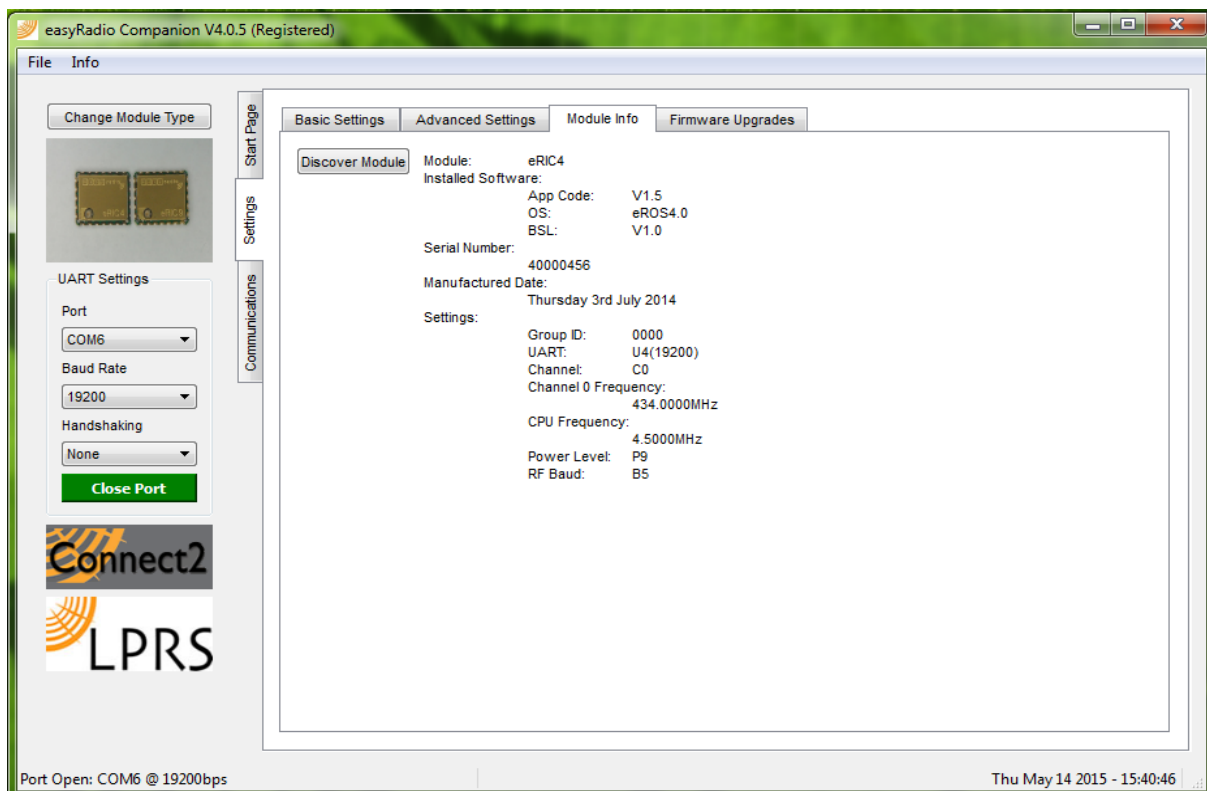 easyRadio Companion V4.0.5 (Registered)
File Info
Change Module Type
eRIC4
UART Settings
Port
COM6
Baud Rate
19200
Handshaking
None
Close Port
Connect2
LPRS
Start Page
Settings
Communications
Basic Settings Advanced Settings Module Info Firmware Upgrades
Discover Module
Module: eRIC4
Installed Software:
App Code: V1.5
OS: eROS4.0
BSL: V1.0
Serial Number:
40000456
Manufactured Date:
Thursday 3rd July 2014
Settings:
Group ID: 0000
UART: U4(19200)
Channel: C0
Channel 0 Frequency:
434.0000MHz
CPU Frequency:
4.5000MHz
Power Level: P9
RF Baud: B5
Port Open: COM6 @ 19200bps
Thu May 14 2015 - 15:40:46